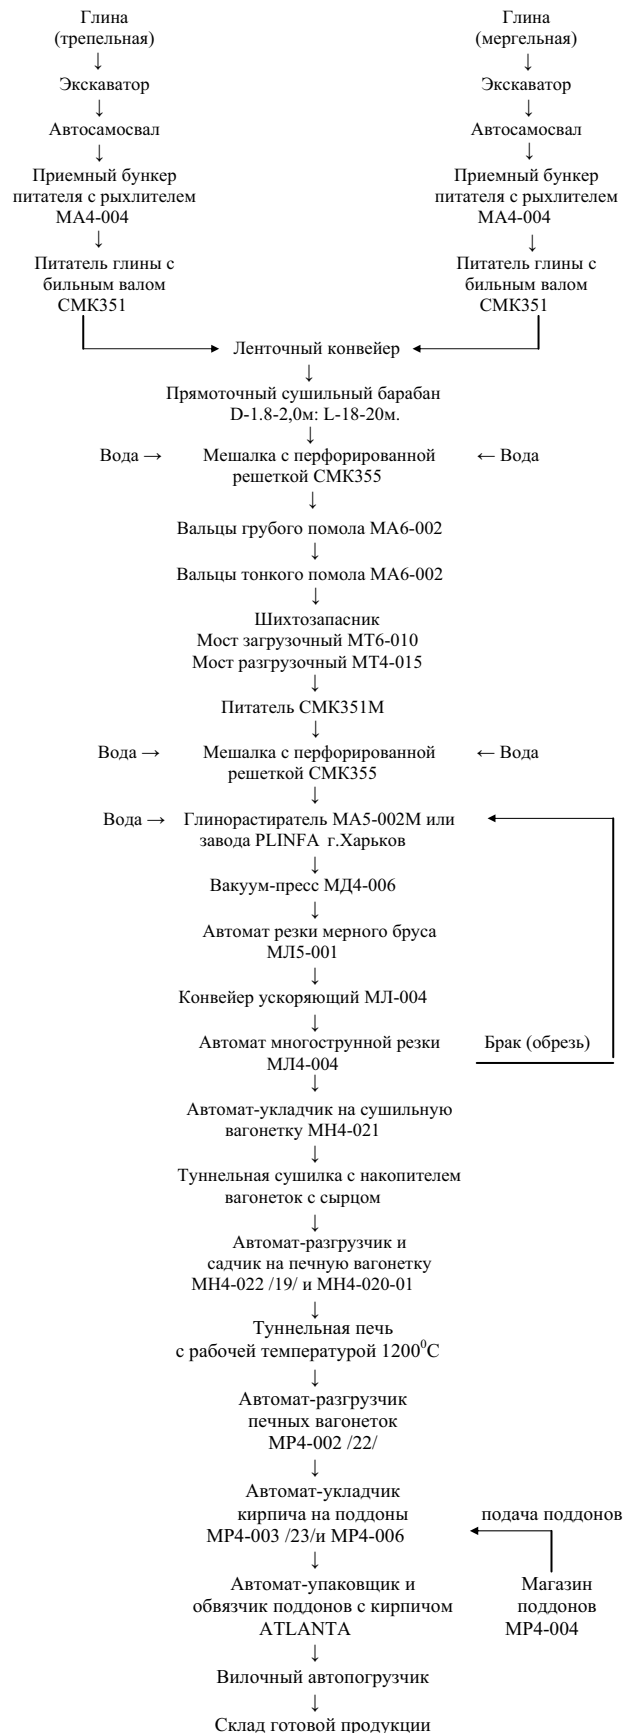 Глина
(трепельная)
↓
Экскаватор
↓
Автосамосвал
↓
Приемный бункер
питателя с рыхлителем
МА4-004
↓
Питатель глины с
бильным валом
СМК351
Глина
(мергельная)
↓
Экскаватор
↓
Автосамосвал
↓
Приемный бункер
питателя с рыхлителем
МА4-004
↓
Питатель глины с
бильным валом
СМК351
Ленточный конвейер
↓
Прямоточный сушильный барабан
D-1.8-2,0м: L-18-20м.
↓
Вода → Мешалка с перфорированной ← Вода
решеткой СМК355
↓
Вальцы грубого помола МА6-002
↓
Вальцы тонкого помола МА6-002
↓
Шихтозапасник
Мост загрузочный МТ6-010
Мост разгрузочный МТ4-015
↓
Питатель СМК351М
↓
Вода → Мешалка с перфорированной ← Вода
решеткой СМК355
↓
Вода → Глинорастиратель МА5-002М или
завода PLINFA г.Харьков
↓
Вакуум-пресс МД4-006
↓
Автомат резки мерного бруса
МЛ5-001
↓
Конвейер ускоряющий МЛ-004
↓
Автомат многострунной резки Брак (обрезь)
МЛ4-004
↓
Автомат-укладчик на сушильную
вагонетку МН4-021
↓
Туннельная сушилка с накопителем
вагонеток с сырцом
↓
Автомат-разгрузчик и
садчик на печную вагонетку
МН4-022 /19/ и МН4-020-01
↓
Туннельная печь
с рабочей температурой 1200⁰С
↓
Автомат-разгрузчик
печных вагонеток
МР4-002 /22/
↓
Автомат-укладчик
кирпича на поддоны подача поддонов
МР4-003 /23/и МР4-006
↓
Автомат-упаковщик и Магазин
обвязчик поддонов с кирпичом поддонов
ATLANTA МР4-004
↓
Вилочный автопогрузчик
↓
Склад готовой продукции